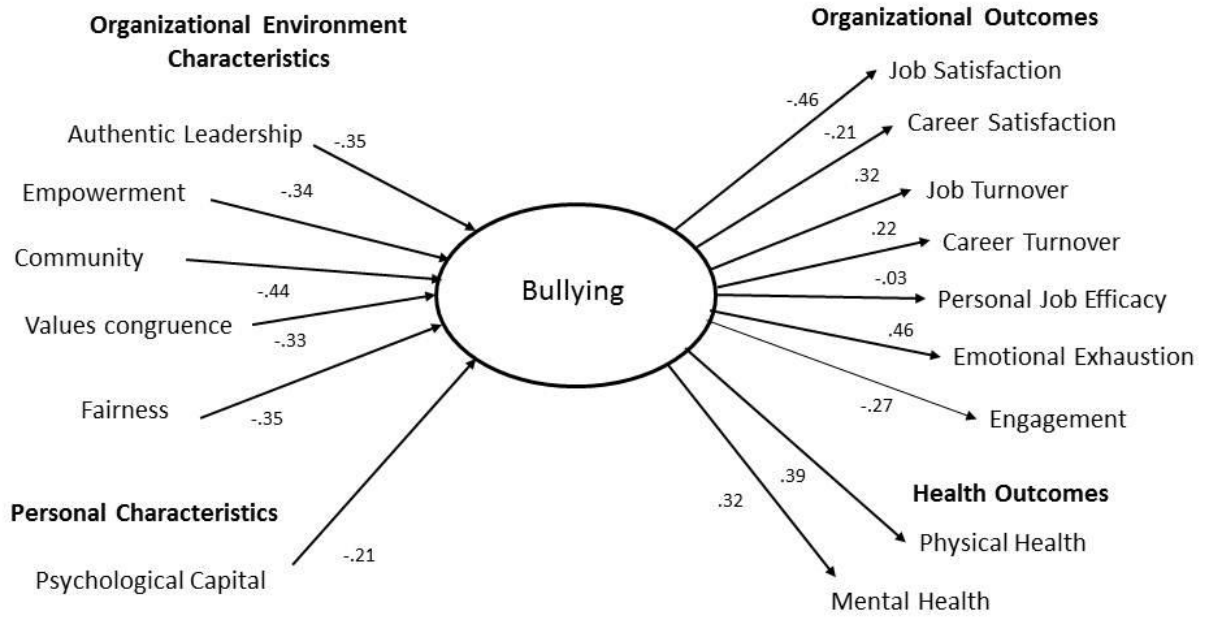 Organizational Environment
Characteristics
Authentic Leadership
-.35
Empowerment
-.34
Community
-.44
Values congruence
-.33
Fairness
-.35
Personal Characteristics
Psychological Capital
-.21
Bullying
Organizational Outcomes
Job Satisfaction
-.46
Career Satisfaction
-.21
Job Turnover
.32
Career Turnover
.22
Personal Job Efficacy
-.03
Emotional Exhaustion
.46
Engagement
-.27
Health Outcomes
Physical Health
.39
Mental Health
.32